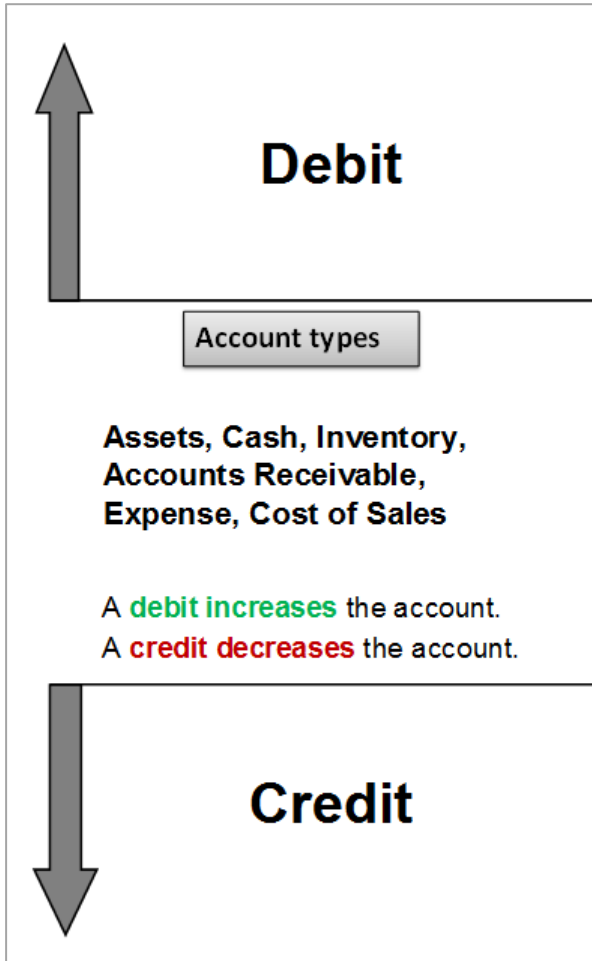 Debit
Account types
Assets, Cash, Inventory,
Accounts Receivable,
Expense, Cost of Sales
A debit increases the account.
A credit decreases the account.
Credit